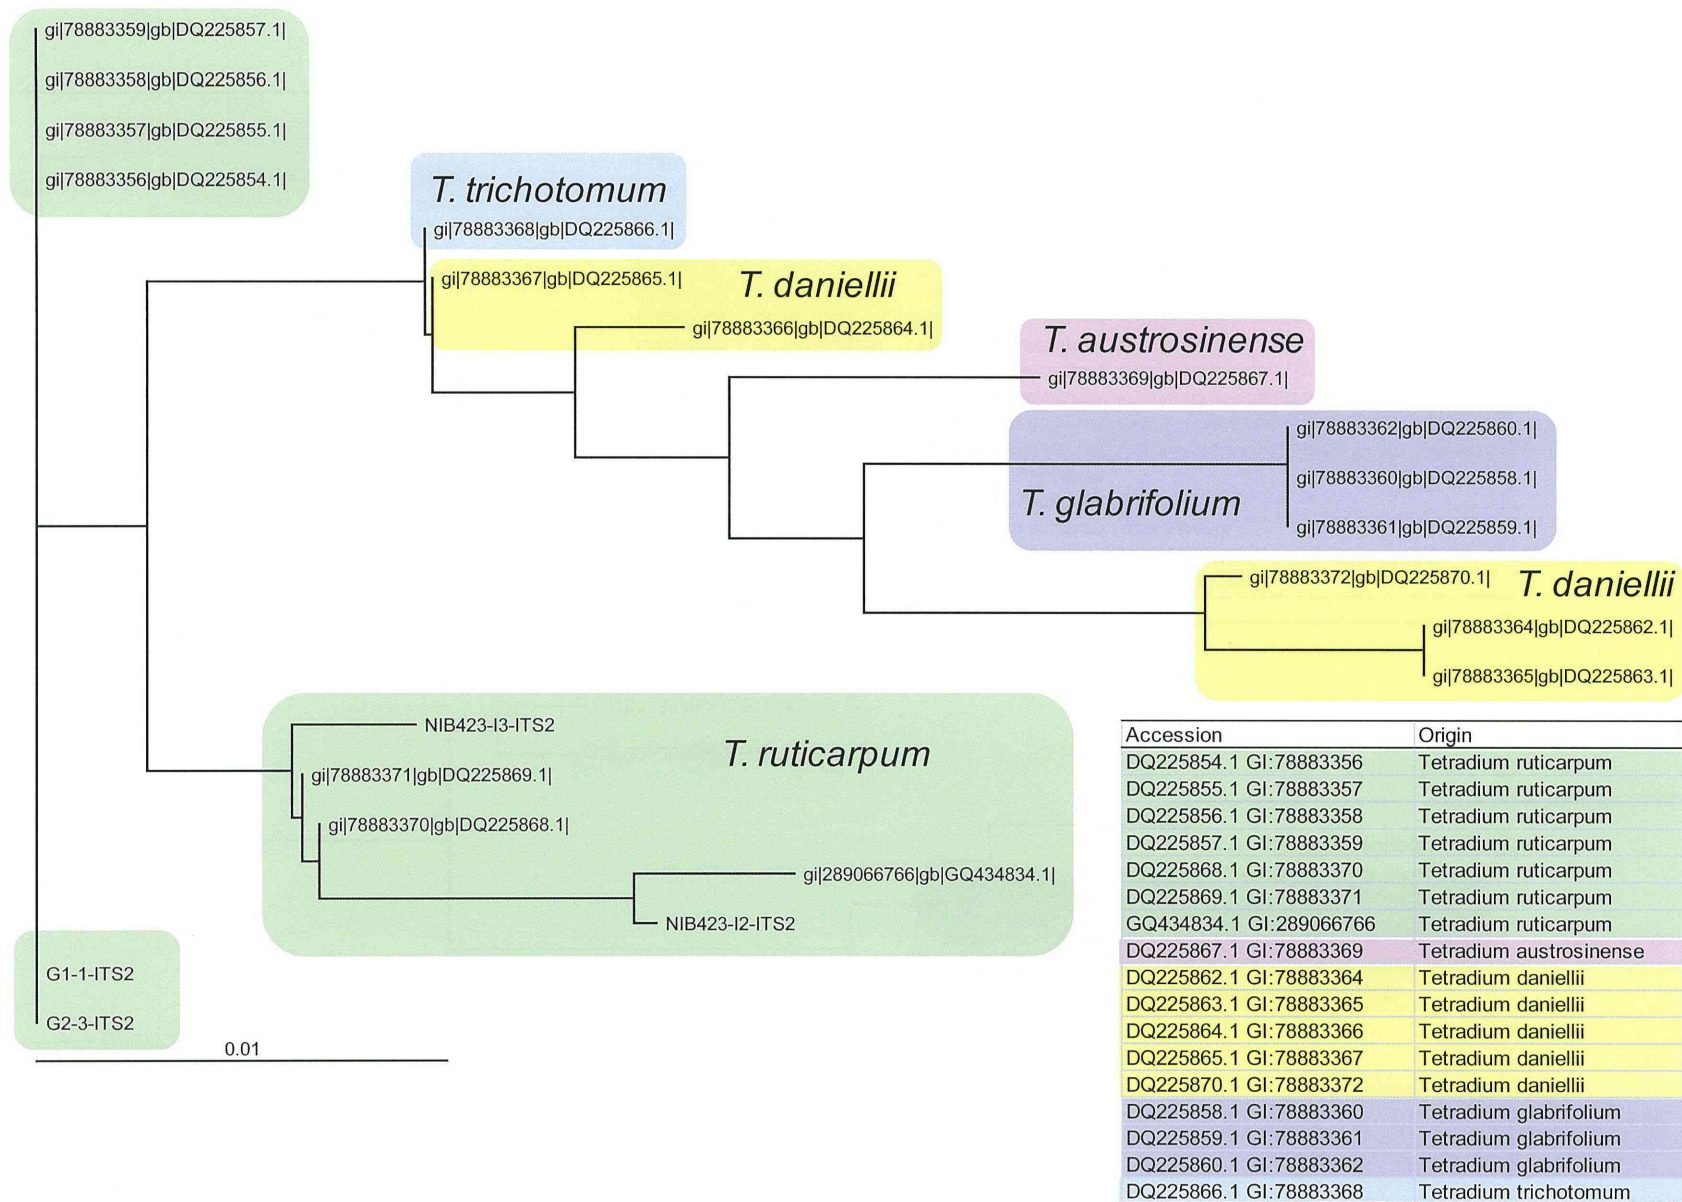 gi|78883359|gb|DQ225857.1|
gi|78883358|gb|DQ225856.1|
gi|78883357|gb|DQ225855.1|
gi|78883356|gb|DQ225854.1|
T. trichotomum
gi|78883368|gb|DQ225866.1|
gi|78883367|gb|DQ225865.1|
T. daniellii
gi|78883366|gb|DQ225864.1|
T. austrosinense
gi|78883369|gb|DQ225867.1|
gi|78883362|gb|DQ225860.1|
gi|78883360|gb|DQ225858.1|
T. glabrifolium
gi|78883361|gb|DQ225859.1|
gi|78883372|gb|DQ225870.1|
T. daniellii
gi|78883364|gb|DQ225862.1|
gi|78883365|gb|DQ225863.1|
NIB423-I3-ITS2
T. ruticarpum
gi|78883371|gb|DQ225869.1|
gi|78883370|gb|DQ225868.1|
gi|289066766|gb|GQ434834.1|
NIB423-I2-ITS2
G1-1-ITS2
G2-3-ITS2
0.01
Accession Origin
DQ225854.1 GI:78883356 Tetradium ruticarpum
DQ225855.1 GI:78883357 Tetradium ruticarpum
DQ225856.1 GI:78883358 Tetradium ruticarpum
DQ225857.1 GI:78883359 Tetradium ruticarpum
DQ225868.1 GI:78883370 Tetradium ruticarpum
DQ225869.1 GI:78883371 Tetradium ruticarpum
GQ434834.1 GI:289066766 Tetradium ruticarpum
DQ225867.1 GI:78883369 Tetradium austrosinense
DQ225862.1 GI:78883364 Tetradium daniellii
DQ225863.1 GI:78883365 Tetradium daniellii
DQ225864.1 GI:78883366 Tetradium daniellii
DQ225865.1 GI:78883367 Tetradium daniellii
DQ225870.1 GI:78883372 Tetradium daniellii
DQ225858.1 GI:78883360 Tetradium glabrifolium
DQ225859.1 GI:78883361 Tetradium glabrifolium
DQ225860.1 GI:78883362 Tetradium glabrifolium
DQ225866.1 GI:78883368 Tetradium trichotomum